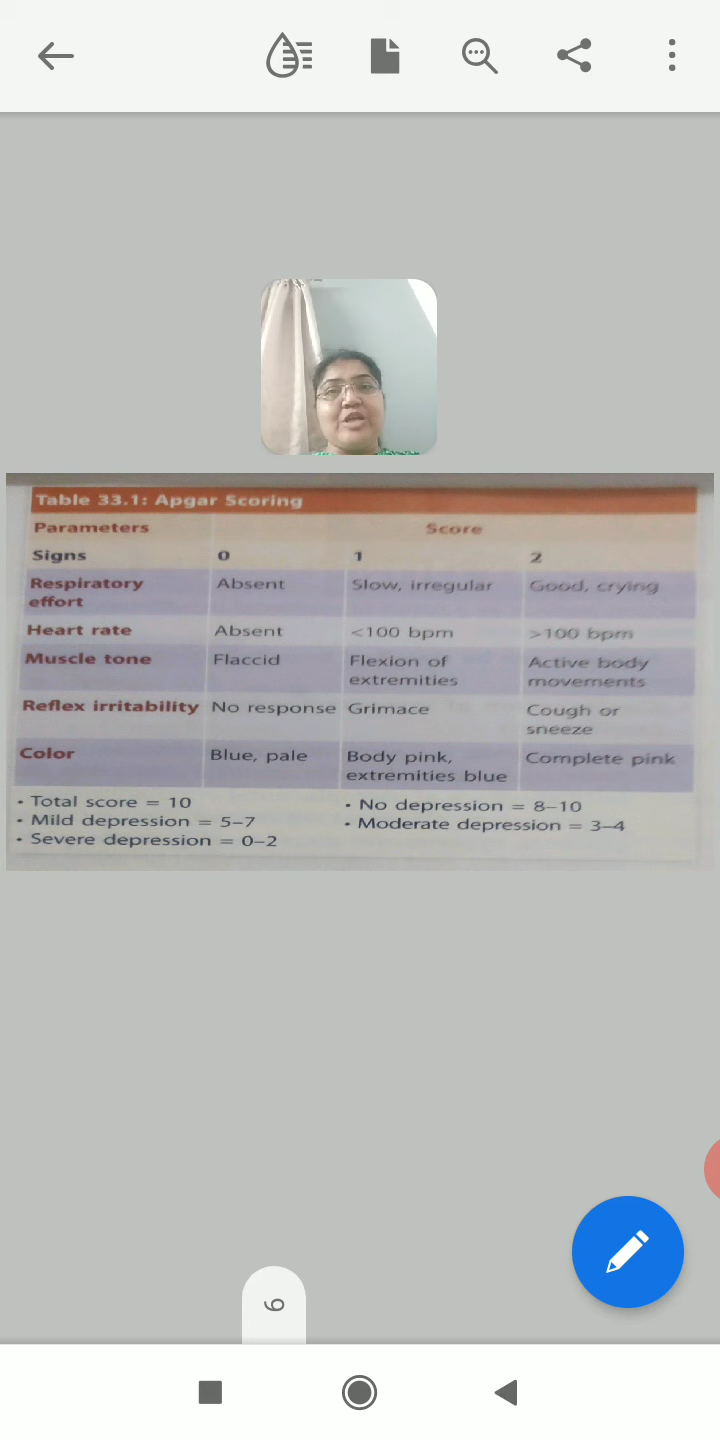 Table 33.1: Apgar Scoring
Parameters Score
Signs 0 1 2
Respiratory effort Absent Slow, irregular Good, crying
Heart rate Absent <100 bpm >100 bpm
Muscle tone Flaccid Flexion of extremities Active body movements
Reflex irritability No response Grimace Cough or sneeze
Color Blue, pale Body pink, extremities blue Complete pink
• Total score = 10
• Mild depression = 5–7
• Severe depression = 0–2
• No depression = 8–10
• Moderate depression = 3–4
6